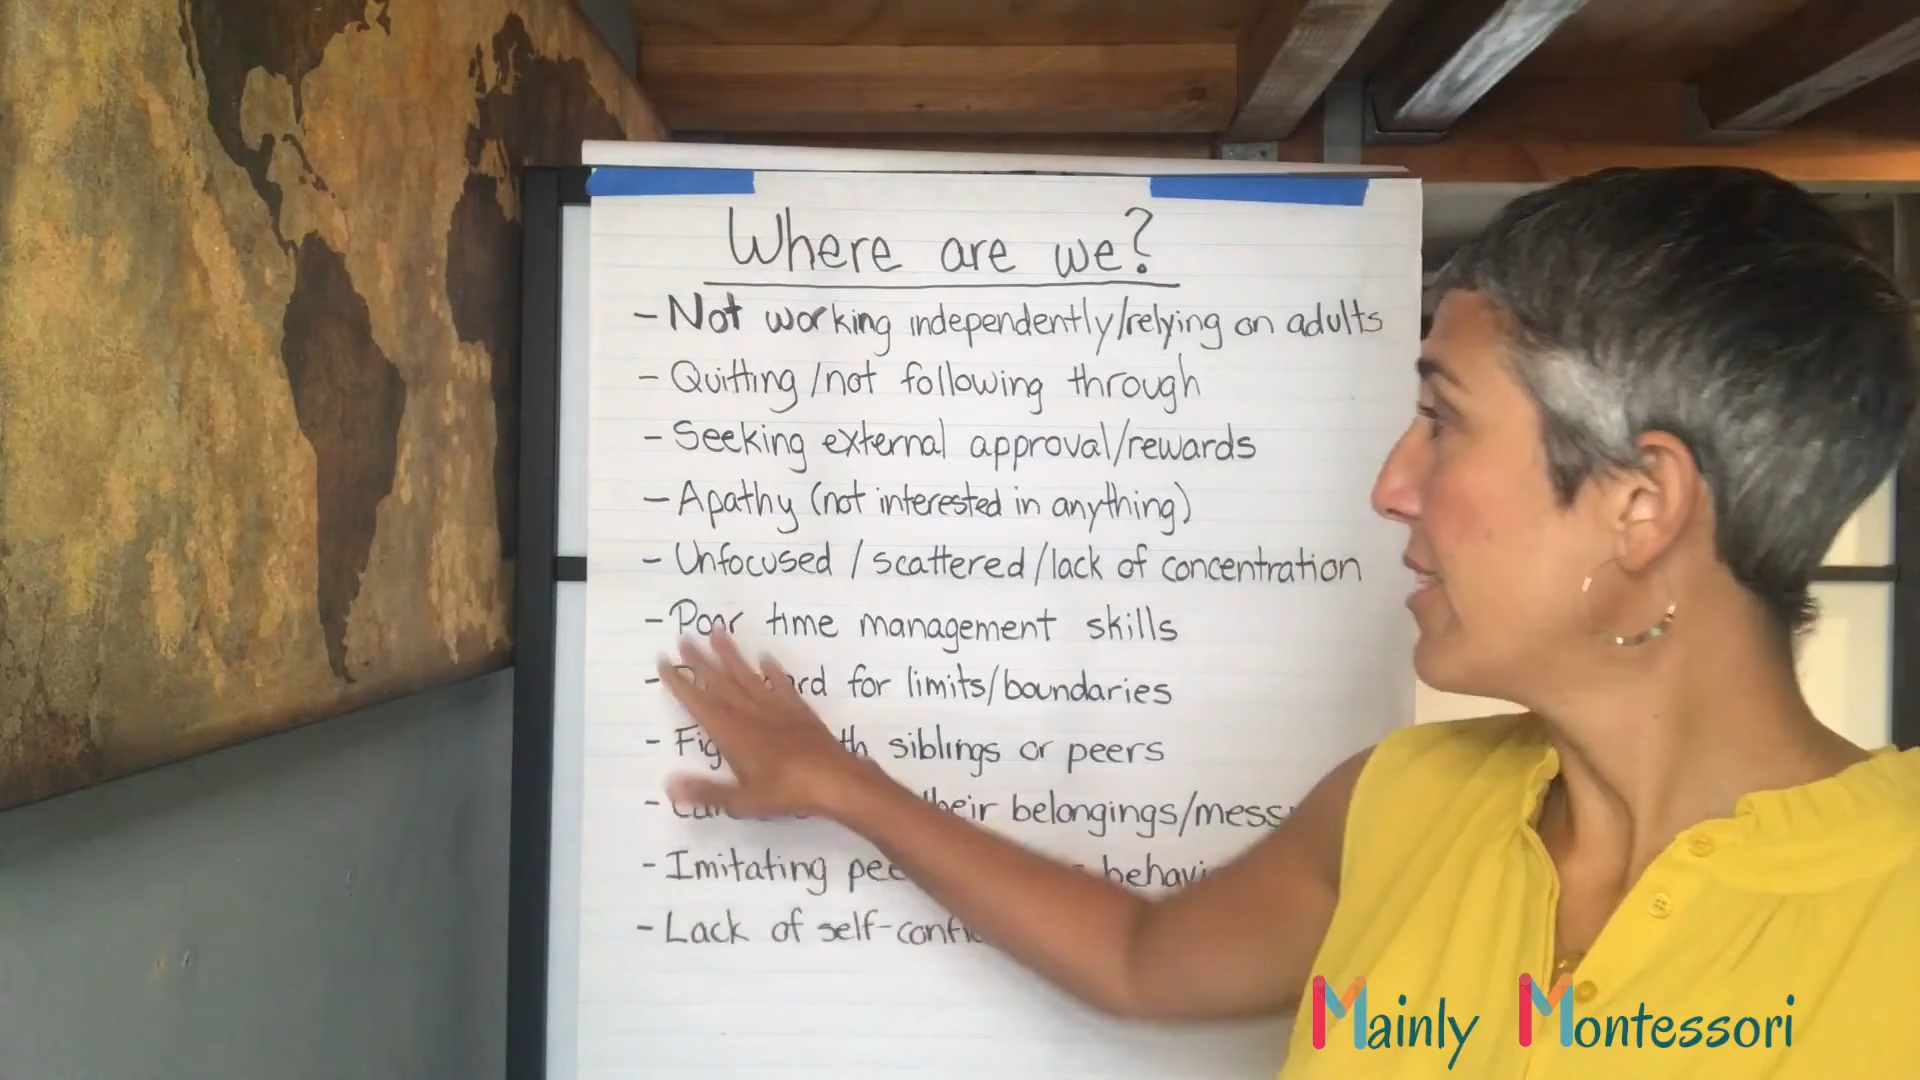 Where are we?
- Not working independently/relying on adults
- Quitting/not following through
- Seeking external approval/rewards
- Apathy (not interested in anything)
- Unfocused/scattered/lack of concentration
- Poor time management skills
- for limits/boundaries
- siblings or peers
- their belongings/mess
- Imitating
- Lack of
Mainly Montessori